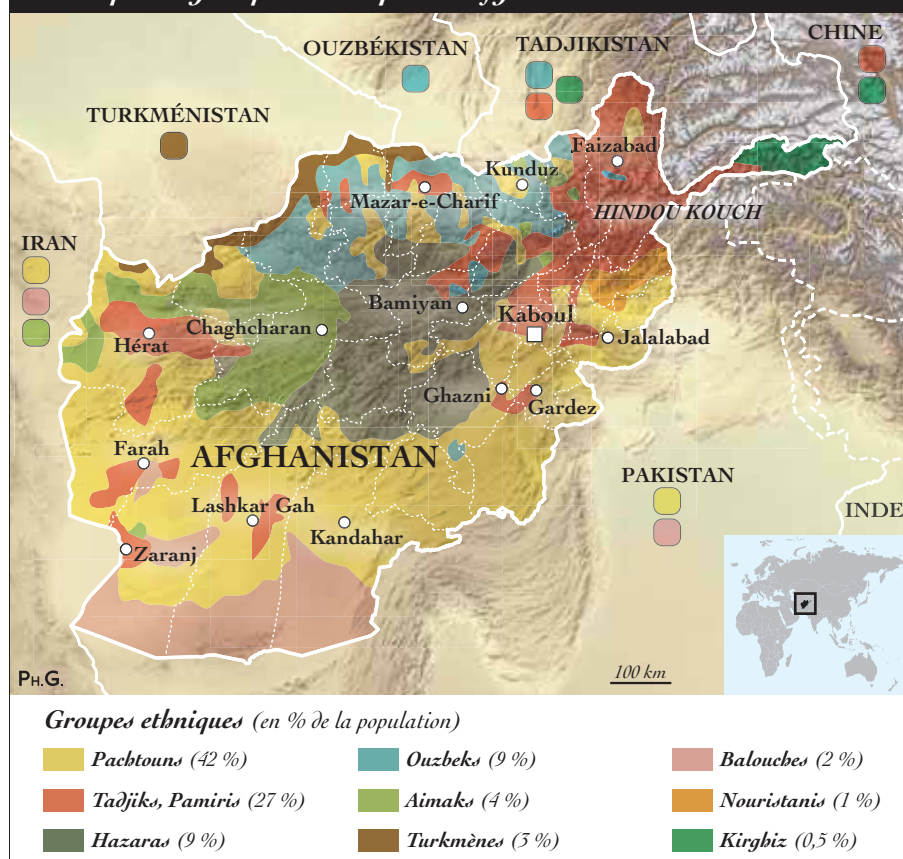 OUZBÉKISTAN
TADJIKISTAN
CHINE
TURKMÉNISTAN
Faizabad
Kunduz
Mazar-e-Charif
HINDOU KOUCH
IRAN
Bamiyan
Kaboul
Chaghcharan
Hérat
Jalalabad
Ghazni
Gardez
Farah
AFGHANISTAN
PAKISTAN
Lashkar Gah
INDE
Kandahar
Zaranj
PH.G.
100 km
Groupes ethniques (en % de la population)
Pachtouns (42 %)
Ouzbeks (9 %)
Balouches (2 %)
Tadjiks, Pamiris (27 %)
Aimaks (4 %)
Nouristanis (1 %)
Hazaras (9 %)
Turkmènes (3 %)
Kirghiz (0,5 %)